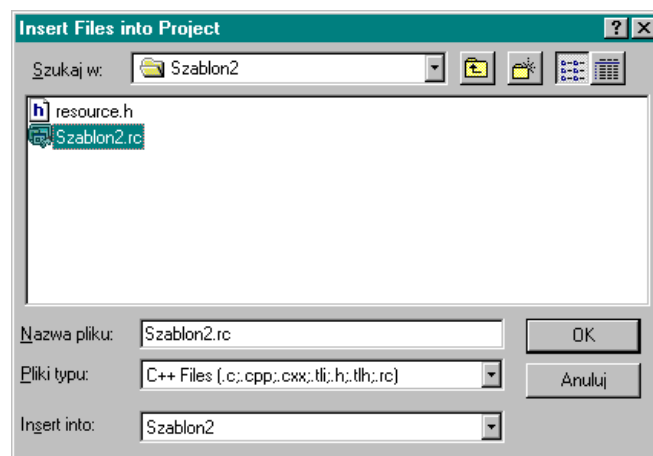 Insert Files into Project
Szukaj w: Szablon2
resource.h
Szablon2.rc
Nazwa pliku: Szablon2.rc OK
Pliki typu: C++ Files (.c;.cpp;.cxx;.tli;.h;.tlh;.rc) Anuluj
Insert into: Szablon2